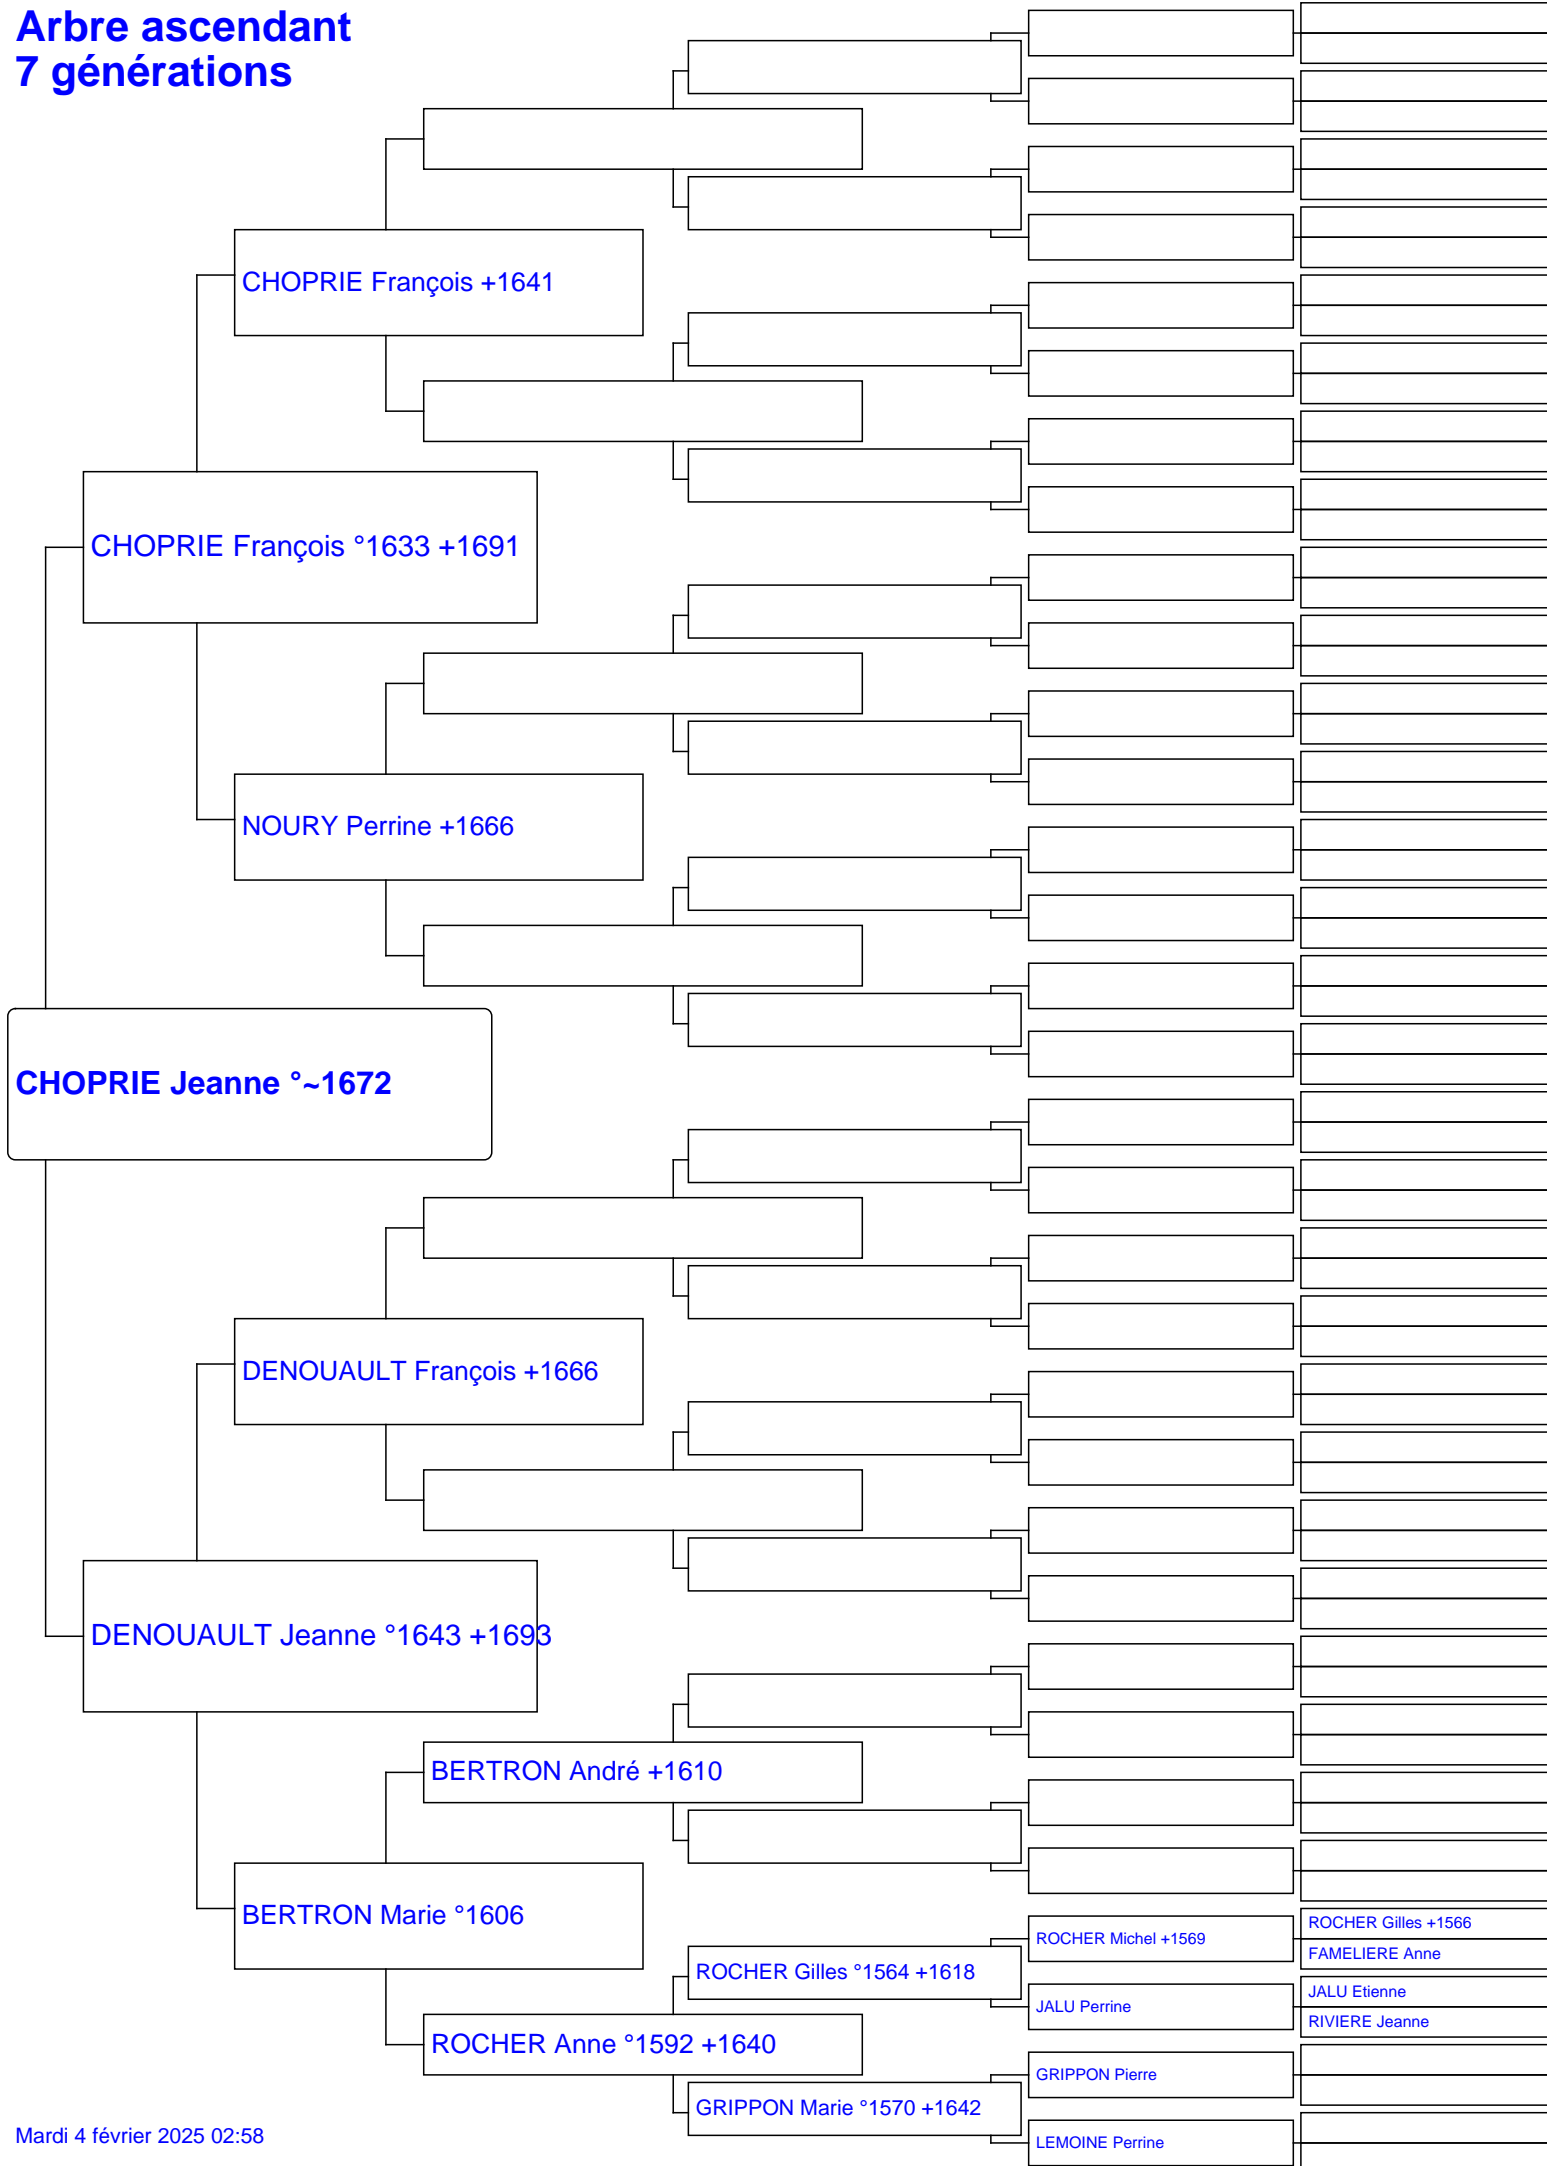 Arbre ascendant
7 générations
CHOPRIE François +1641
CHOPRIE François °1633 +1691
NOURY Perrine +1666
CHOPRIE Jeanne °~1672
DENOUAULT François +1666
DENOUAULT Jeanne °1643 +1693
BERTRON André +1610
BERTRON Marie °1606
ROCHER Gilles +1566
ROCHER Michel +1569
FAMELIERE Anne
ROCHER Gilles °1564 +1618
JALU Etienne
JALU Perrine
RIVIERE Jeanne
ROCHER Anne °1592 +1640
GRIPPON Pierre
GRIPPON Marie °1570 +1642
LEMOINE Perrine
Mardi 4 février 2025 02:58